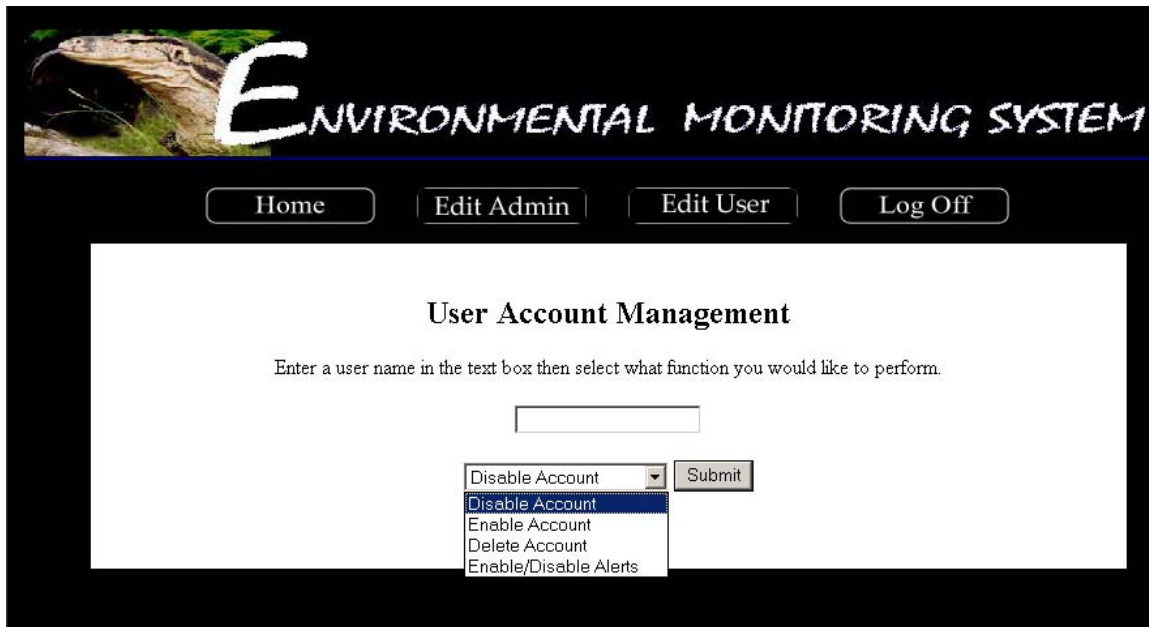 ENVIRONMENTAL MONITORING SYSTEM
Home Edit Admin Edit User Log Off
User Account Management
Enter a user name in the text box then select what function you would like to perform.
Disable Account Submit
Disable Account
Enable Account
Delete Account
Enable/Disable Alerts